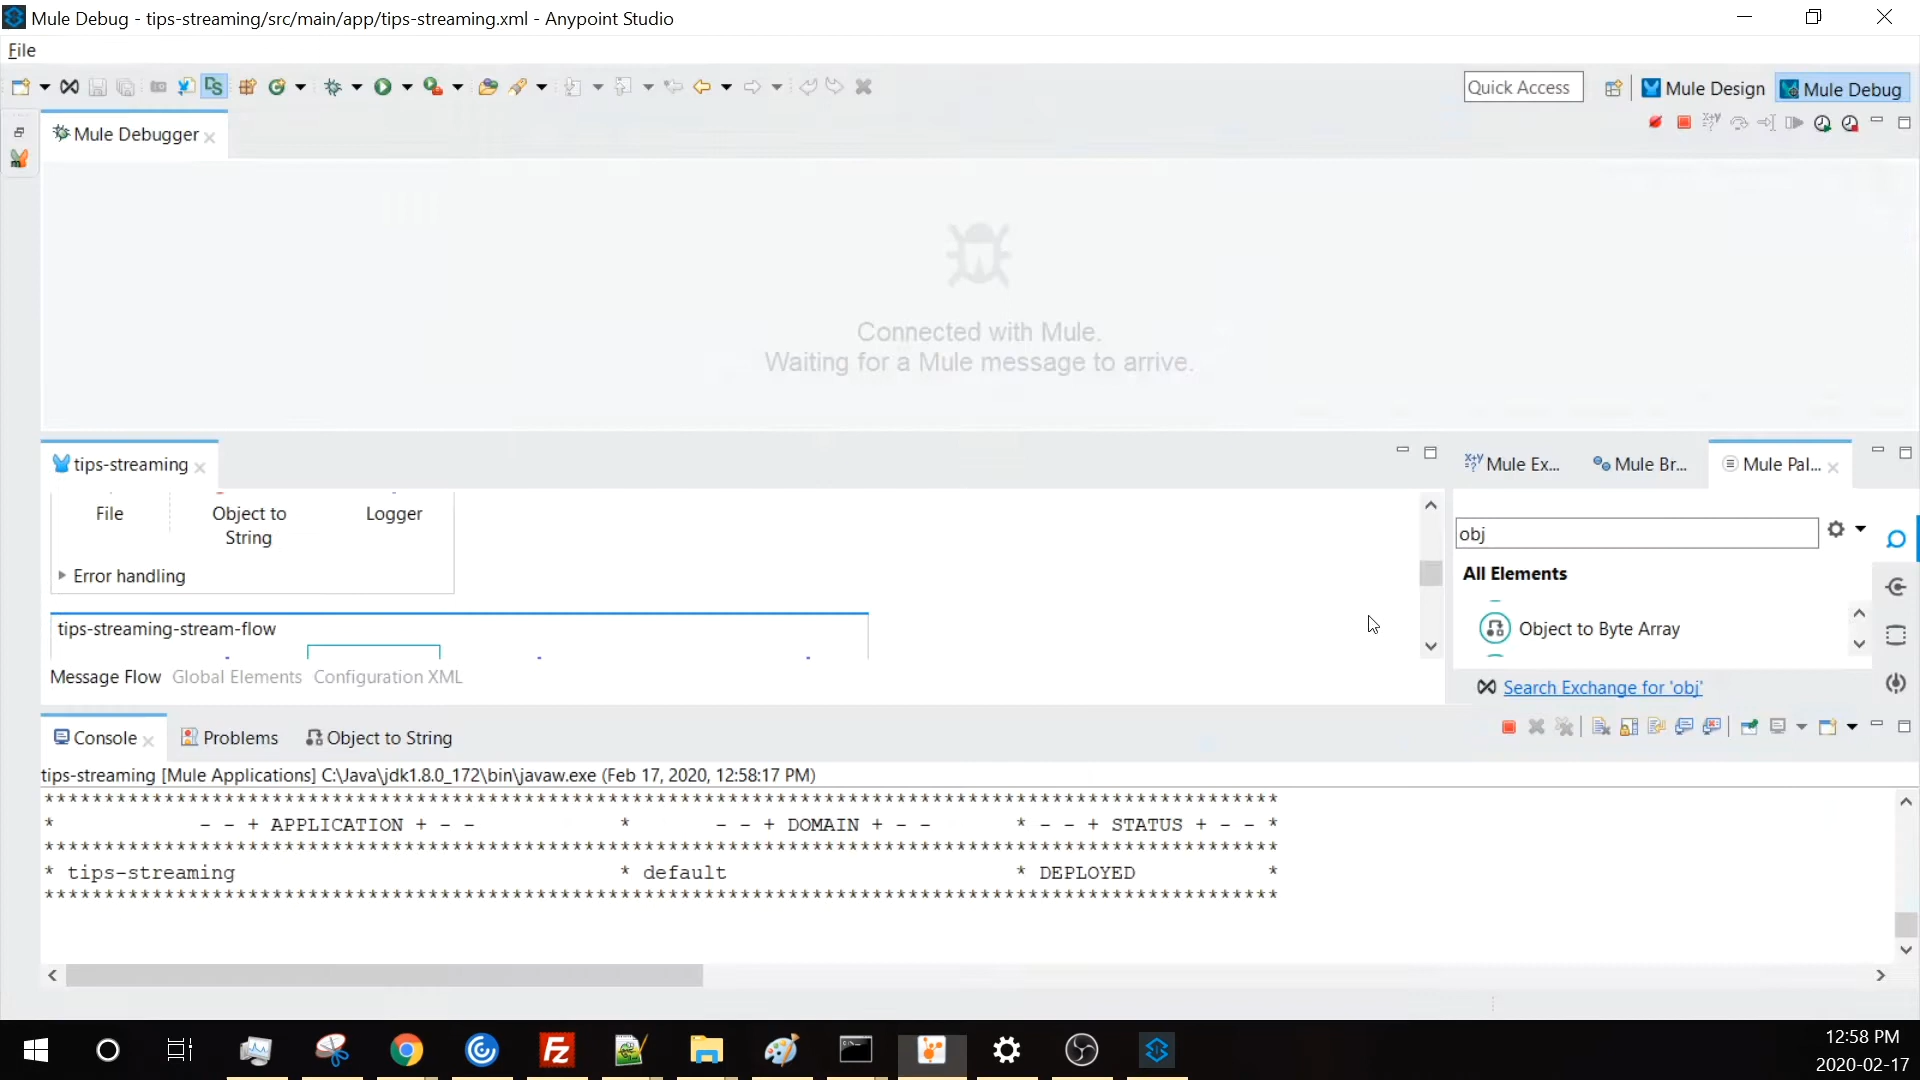 Mule Debug - tips-streaming/src/main/app/tips-streaming.xml - Anypoint Studio
File
Quick Access
Mule Design
Mule Debug
Mule Debugger
Connected with Mule.
Waiting for a Mule message to arrive.
tips-streaming
Mule Ex...
Mule Br...
Mule Pal...
File
Object to
String
Logger
Error handling
obj
All Elements
Object to Byte Array
tips-streaming-stream-flow
Message Flow
Global Elements
Configuration XML
Search Exchange for 'obj'
Console
Problems
Object to String
tips-streaming [Mule Applications] C:\Java\jdk1.8.0_172\bin\javaw.exe (Feb 17, 2020, 12:58:17 PM)
* - - + APPLICATION + - - * - - + DOMAIN + - - * - - + STATUS + - - *
* tips-streaming * default * DEPLOYED *
12:58 PM
2020-02-17